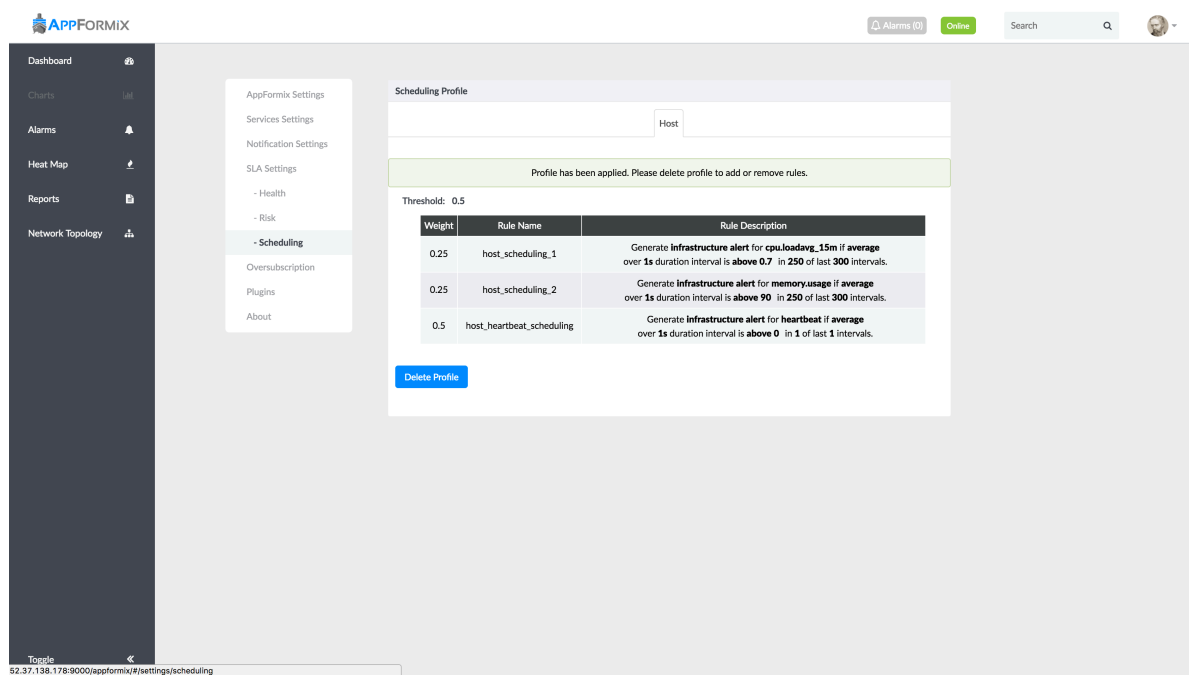 APPFORMIX
Alarms (0)
Online
Search
Dashboard
Charts
Alarms
Heat Map
Reports
Network Topology
Toggle
AppFormix Settings
Services Settings
Notification Settings
SLA Settings
- Health
- Risk
- Scheduling
Oversubscription
Plugins
About
Scheduling Profile
Host
Profile has been applied. Please delete profile to add or remove rules.
Threshold: 0.5
Weight Rule Name Rule Description
0.25 host_scheduling_1 Generate infrastructure alert for cpu.loadavg_15m if average
over 1s duration interval is above 0.7 in 250 of last 300 intervals.
0.25 host_scheduling_2 Generate infrastructure alert for memory.usage if average
over 1s duration interval is above 90 in 250 of last 300 intervals.
0.5 host_heartbeat_scheduling Generate infrastructure alert for heartbeat if average
over 1s duration interval is above 0 in 1 of last 1 intervals.
Delete Profile
52.37.138.178:9000/appformix/#/settings/scheduling